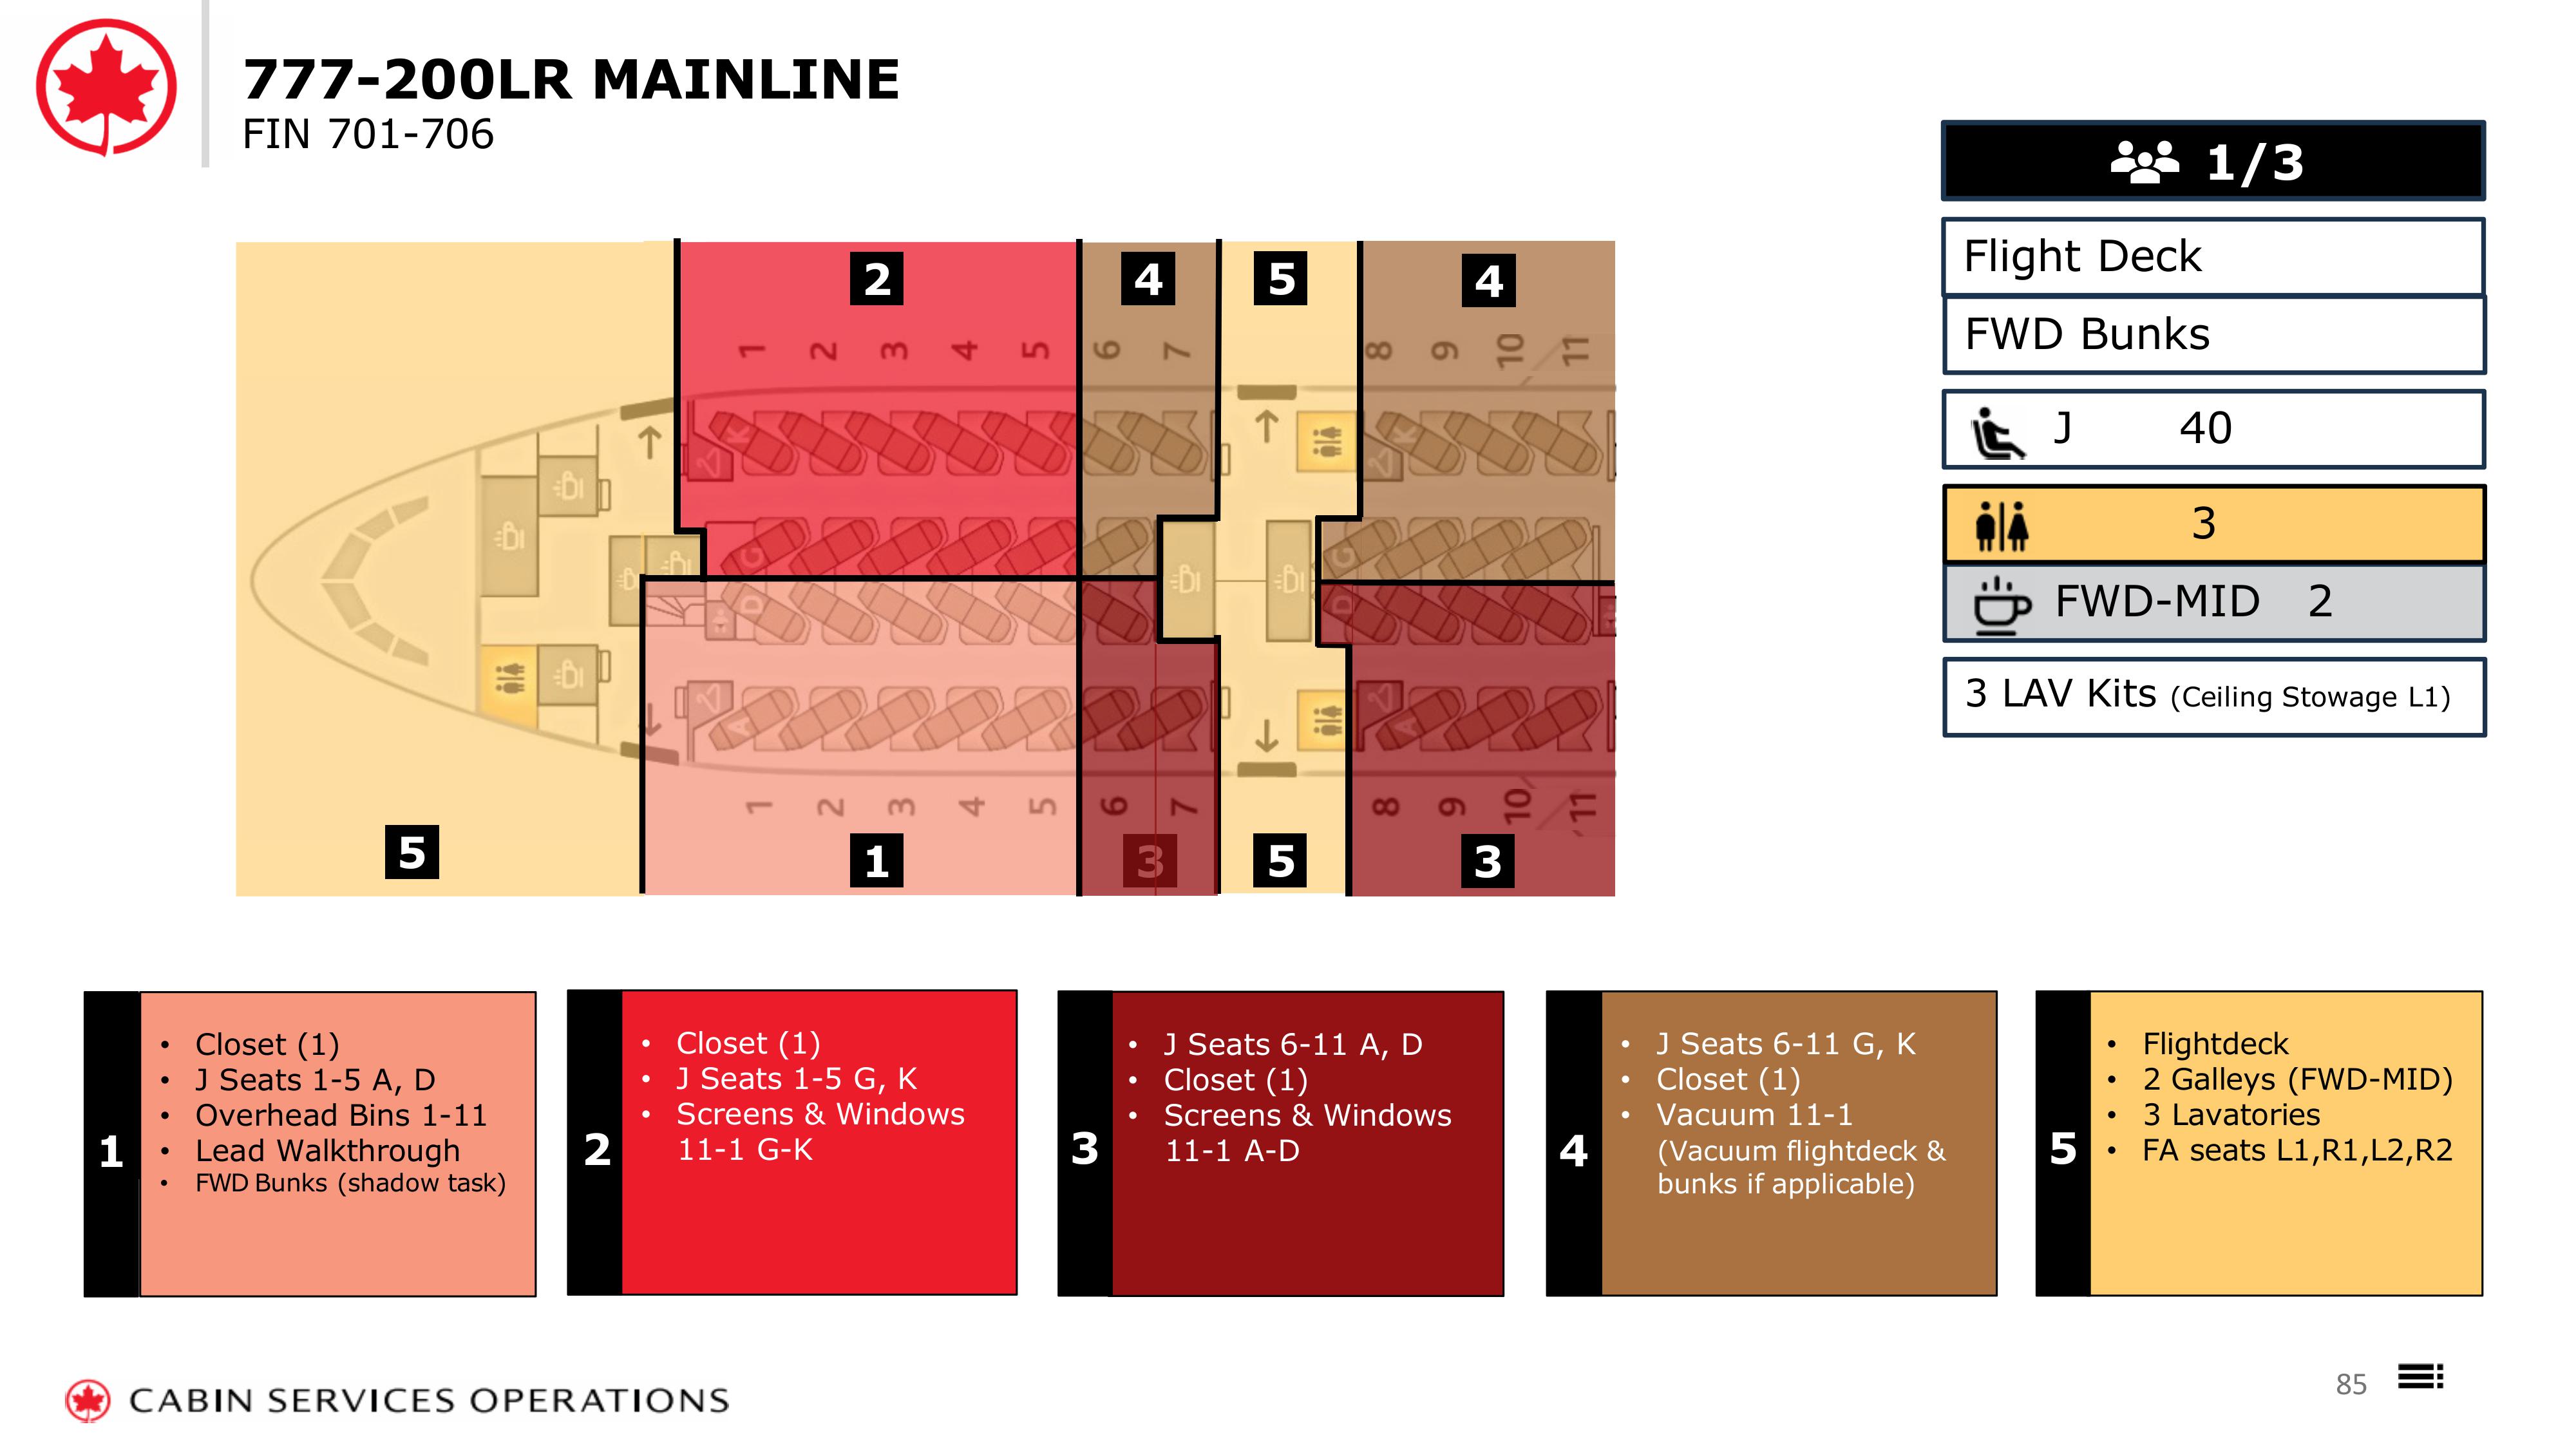 777-200LR MAINLINE
FIN 701-706
1/3
Flight Deck
FWD Bunks
J 40
3
FWD-MID 2
3 LAV Kits (Ceiling Stowage L1)
2 4 5 4
1 2 3 4 5 6 7 8 9 10 11
K K
G G
D D
A A
1 2 3 4 5 6 7 8 9 10 11
5 1 3 5 3
1
• Closet (1)
• J Seats 1-5 A, D
• Overhead Bins 1-11
• Lead Walkthrough
• FWD Bunks (shadow task)
2
• Closet (1)
• J Seats 1-5 G, K
• Screens & Windows
11-1 G-K
3
• J Seats 6-11 A, D
• Closet (1)
• Screens & Windows
11-1 A-D
4
• J Seats 6-11 G, K
• Closet (1)
• Vacuum 11-1
(Vacuum flightdeck &
bunks if applicable)
5
• Flightdeck
• 2 Galleys (FWD-MID)
• 3 Lavatories
• FA seats L1,R1,L2,R2
CABIN SERVICES OPERATIONS
85